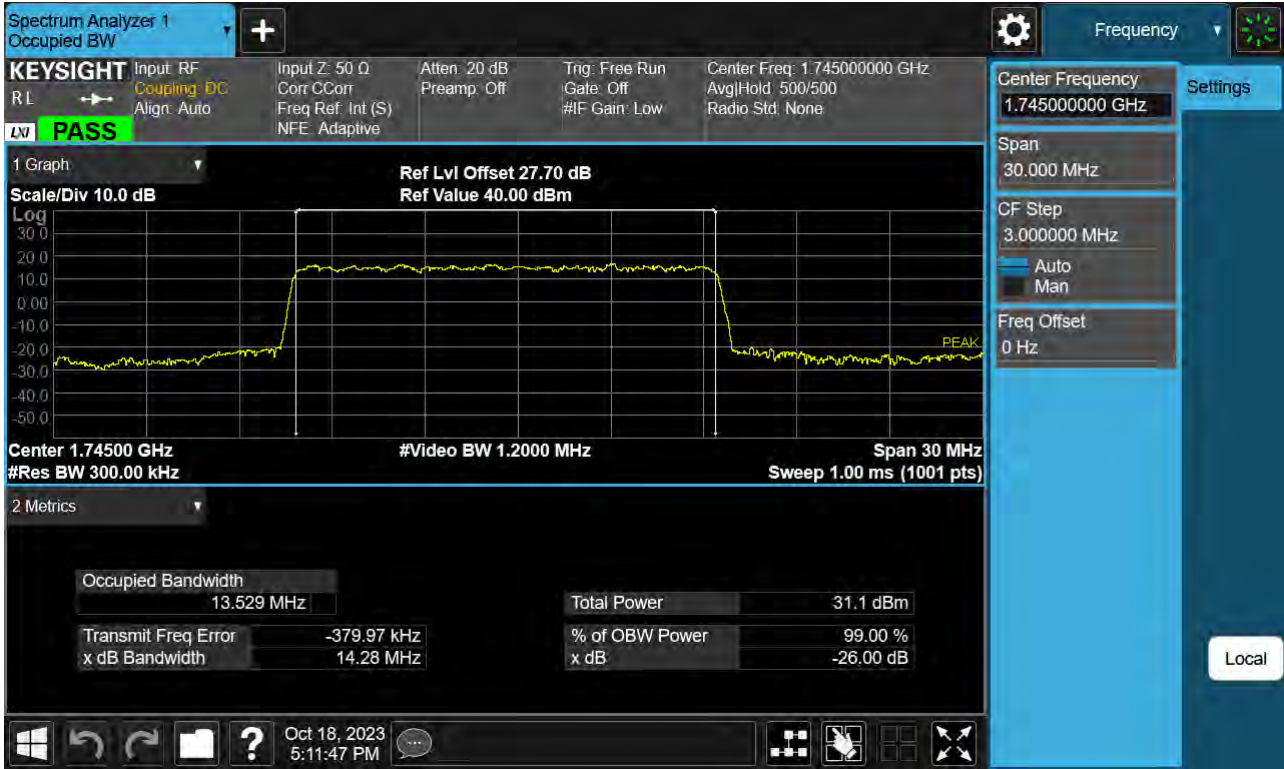 Spectrum Analyzer 1
Occupied BW
Frequency
KEYSIGHT
RL
LXI
PASS
Input: RF
Coupling: DC
Align: Auto
Input Z: 50 Ω
Corr CCorr
Freq Ref: Int (S)
NFE: Adaptive
Atten: 20 dB
Preamp: Off
Trig: Free Run
Gate: Off
#IF Gain: Low
Center Freq: 1.745000000 GHz
Avg|Hold: 500/500
Radio Std: None
1 Graph
Scale/Div 10.0 dB
Ref Lvl Offset 27.70 dB
Ref Value 40.00 dBm
Log
30.0
20.0
10.0
0.00
-10.0
-20.0
-30.0
-40.0
-50.0
PEAK
Center 1.74500 GHz
#Video BW 1.2000 MHz
Span 30 MHz
#Res BW 300.00 kHz
Sweep 1.00 ms (1001 pts)
2 Metrics
Occupied Bandwidth
13.529 MHz
Total Power 31.1 dBm
Transmit Freq Error -379.97 kHz
% of OBW Power 99.00 %
x dB Bandwidth 14.28 MHz
x dB -26.00 dB
Center Frequency
1.745000000 GHz
Settings
Span
30.000 MHz
CF Step
3.000000 MHz
Auto
Man
Freq Offset
0 Hz
Local
?
Oct 18, 2023
5:11:47 PM